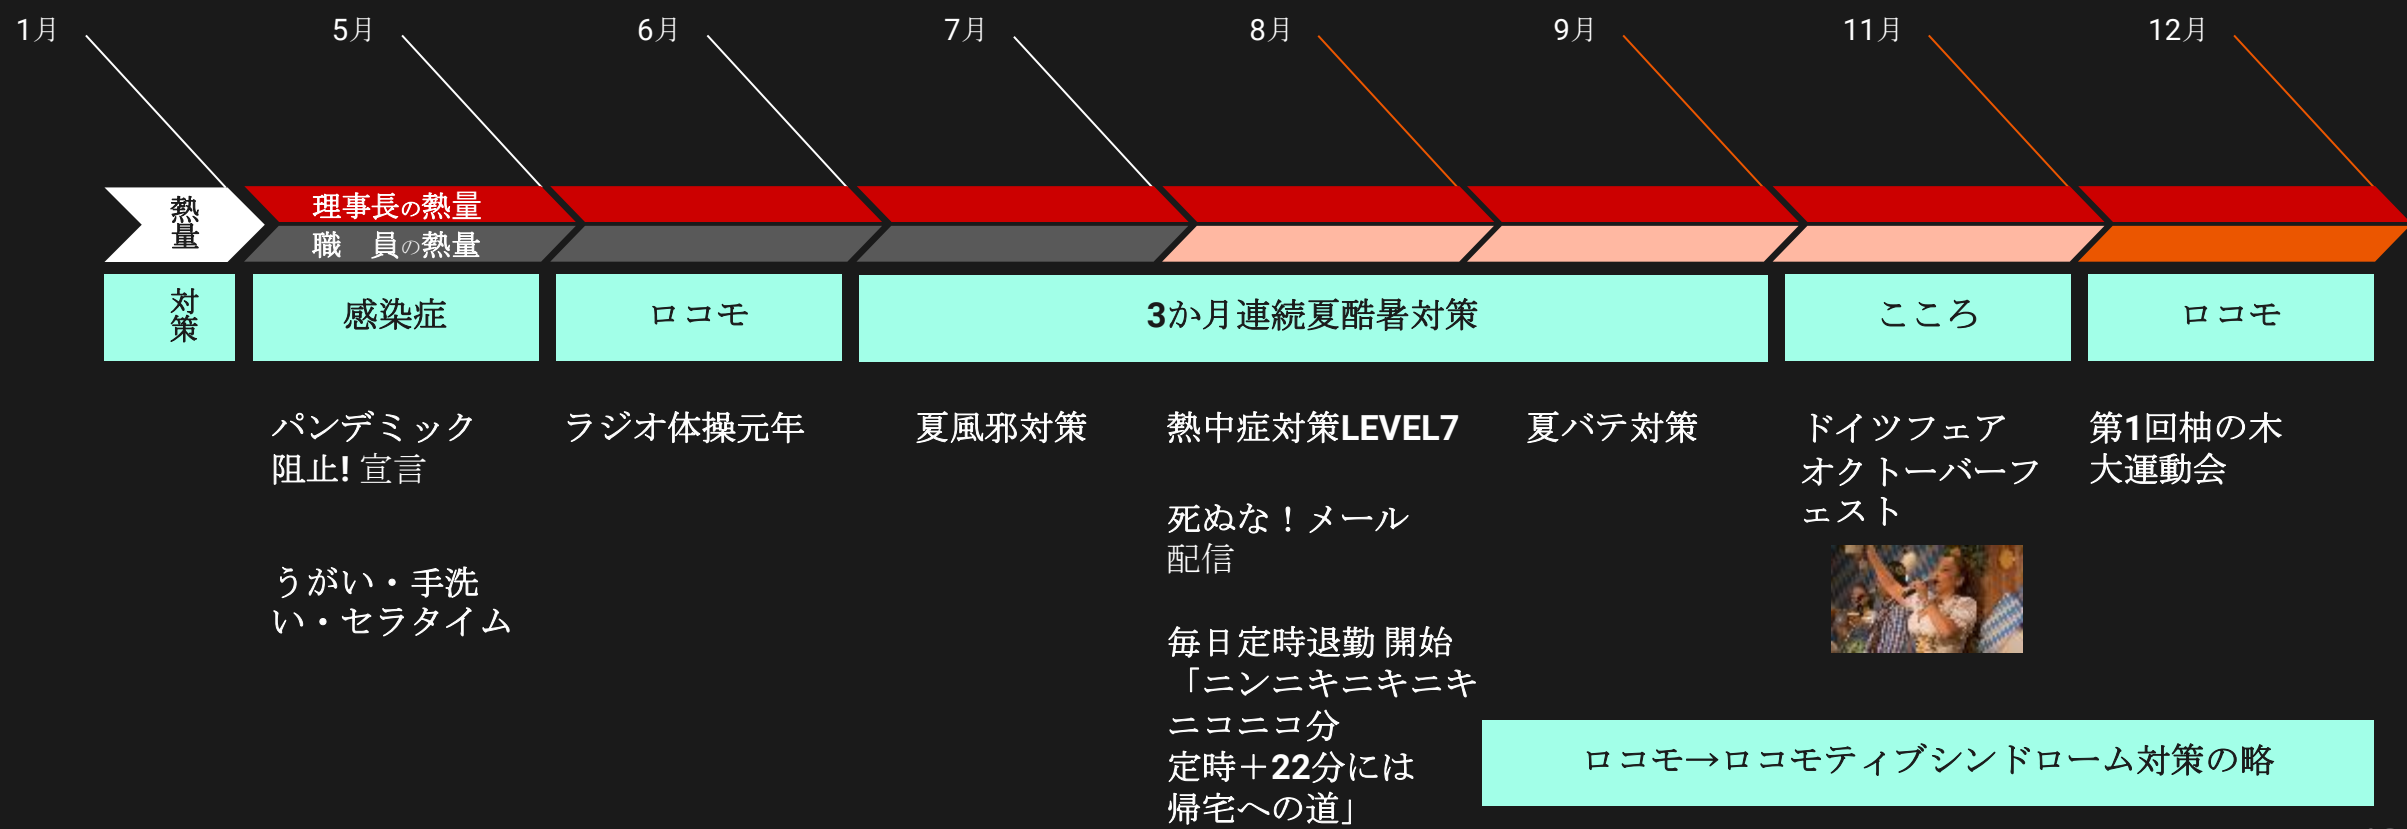 1月
5月
6月
7月
8月
9月
11月
12月
熱量
理事長の熱量
職　員の熱量
対策
感染症
ロコモ
3か月連続夏酷暑対策
こころ
ロコモ
パンデミック
阻止! 宣言
うがい・手洗
い・セラタイム
ラジオ体操元年
夏風邪対策
熱中症対策LEVEL7
死ぬな！メール
配信
毎日定時退勤 開始
「ニンニキニキニキ
ニコニコ分
定時＋22分には
帰宅への道」
夏バテ対策
ドイツフェア
オクトーバーフ
ェスト
第1回柚の木
大運動会
ロコモ→ロコモティブシンドローム対策の略